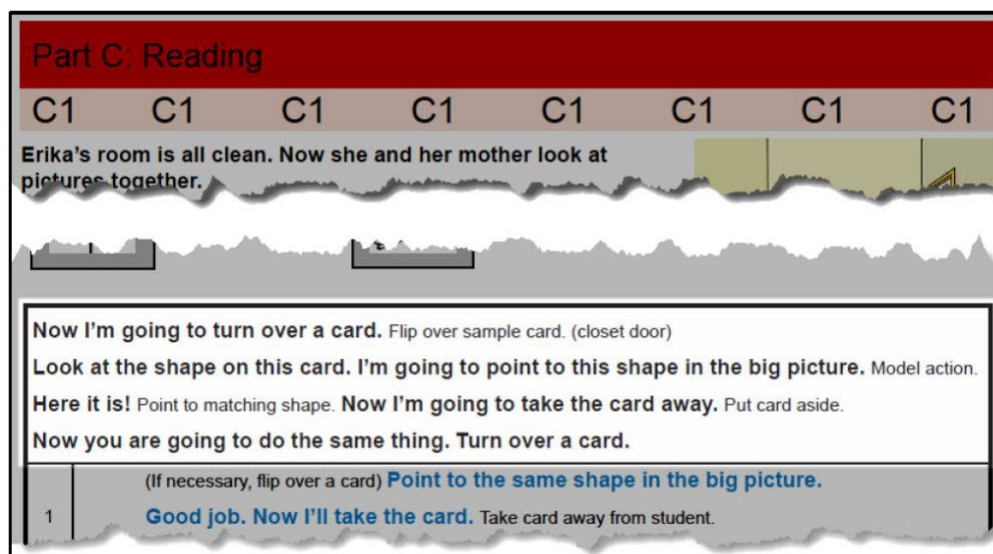 Part C: Reading
C1 C1 C1 C1 C1 C1 C1 C1
Erika's room is all clean. Now she and her mother look at
pictures together.
Now I'm going to turn over a card. Flip over sample card. (closet door)
Look at the shape on this card. I'm going to point to this shape in the big picture. Model action.
Here it is! Point to matching shape. Now I'm going to take the card away. Put card aside.
Now you are going to do the same thing. Turn over a card.
(If necessary, flip over a card) Point to the same shape in the big picture.
1 Good job. Now I'll take the card. Take card away from student.